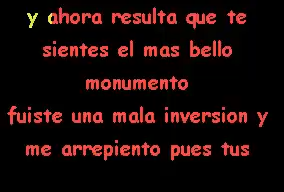 y ahora resulta que te
sientes el mas bello
monumento
fuiste una mala inversion y
me arrepiento pues tus